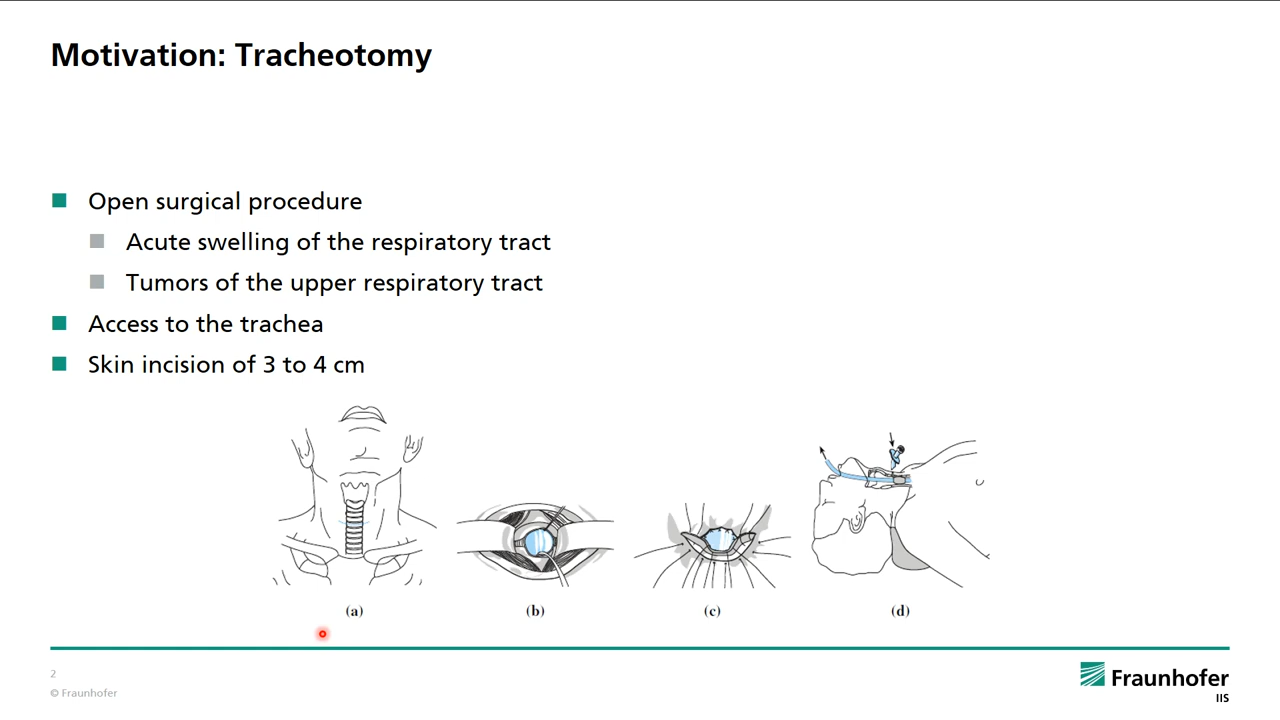 Motivation: Tracheotomy
Open surgical procedure
Acute swelling of the respiratory tract
Tumors of the upper respiratory tract
Access to the trachea
Skin incision of 3 to 4 cm
(a) (b) (c) (d)
2
© Fraunhofer
Fraunhofer
IIS